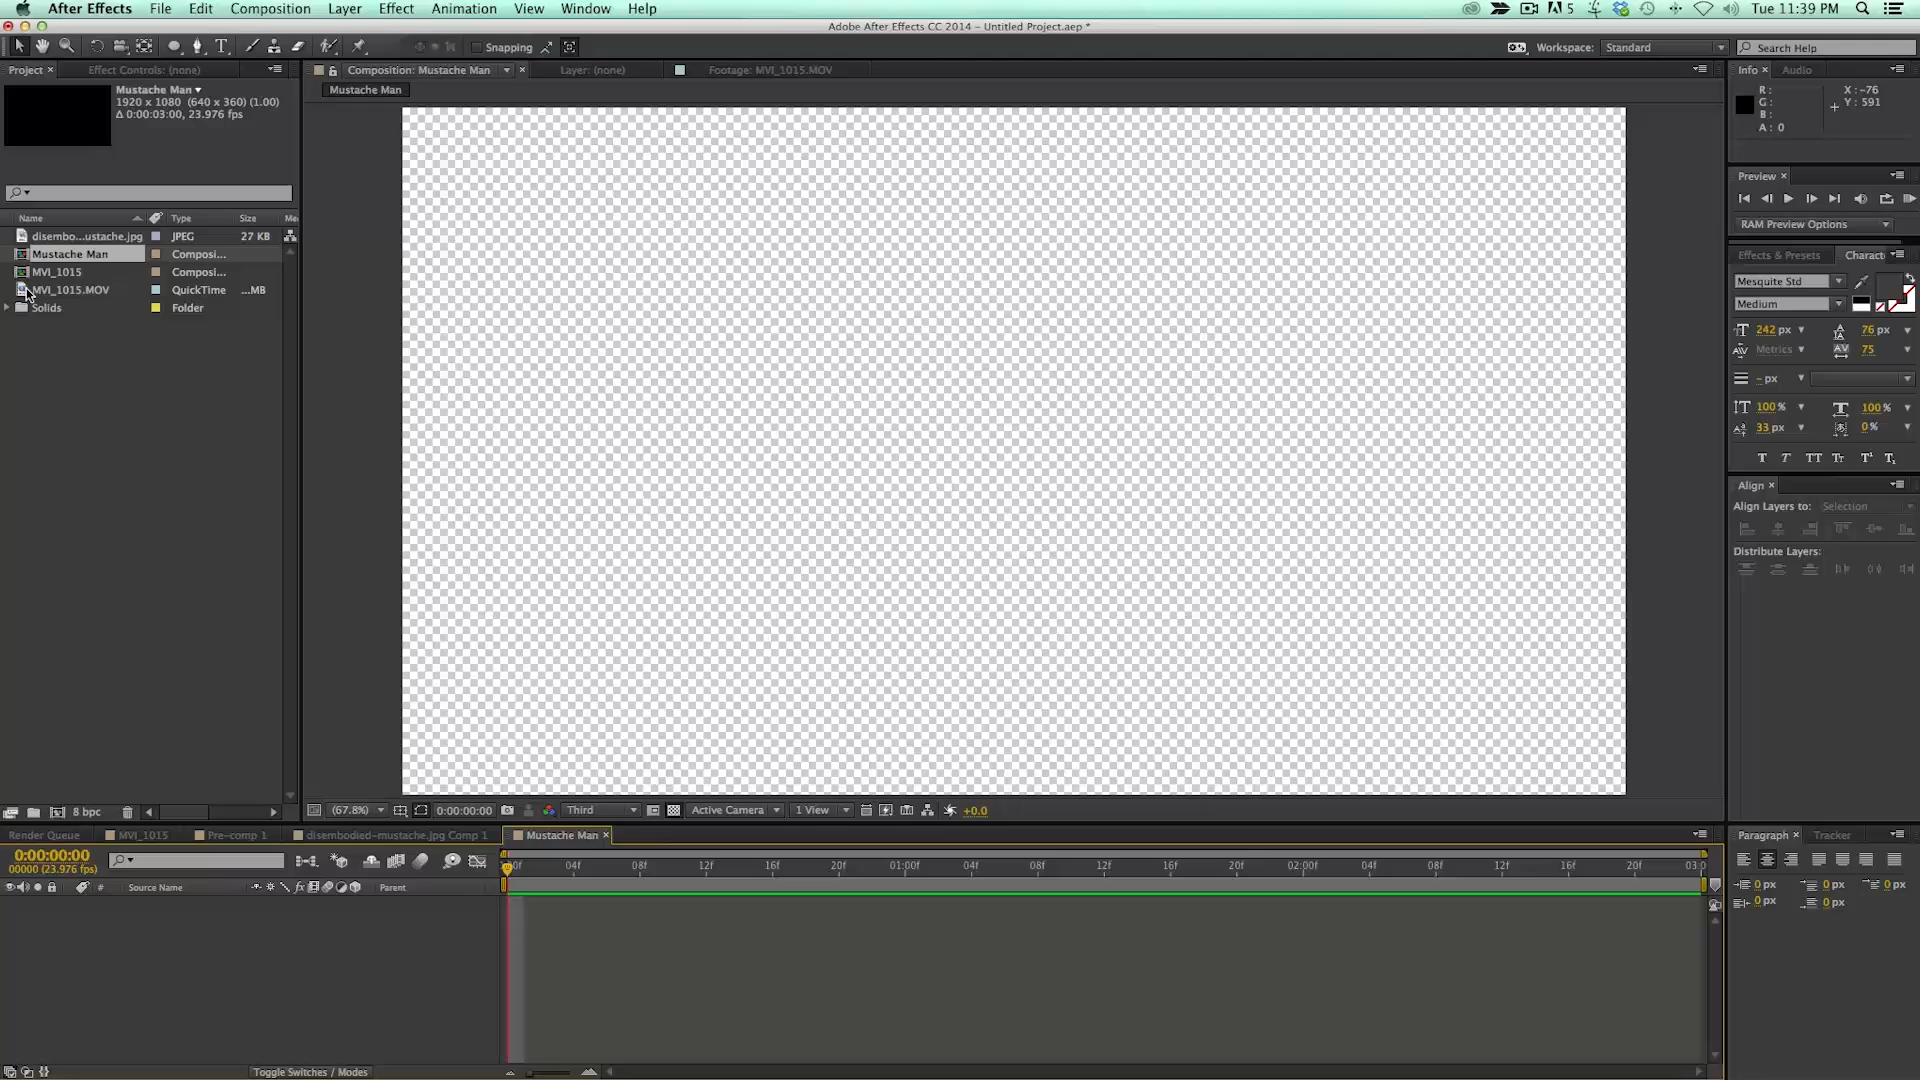 After Effects File Edit Composition Layer Effect Animation View Window Help 5 Tue 11:39 PM
Adobe After Effects CC 2014 – Untitled Project.aep *
Snapping Workspace: Standard Search Help
Project × Effect Controls: (none) Composition: Mustache Man × Layer: (none) Footage: MVI_1015.MOV Info × Audio
Mustache Man
1920 x 1080 (640 x 360) (1.00)
Δ 0:00:03:00, 23.976 fps
Mustache Man
R :
G :
B :
A : 0
X : -76
Y : 591
Preview ×
RAM Preview Options
Name Type Size Me
disembo...ustache.jpg JPEG 27 KB
Mustache Man Composi...
MVI_1015 Composi...
MVI_1015.MOV QuickTime ...MB
Solids Folder
Effects & Presets Charact
Mesquite Std
Medium
242 px 76 px
Metrics 75
- px
100 % 100 %
33 px 0 %
T T TT Tr T¹ T₁
Align ×
Align Layers to: Selection
Distribute Layers:
8 bpc (67.8%) 0:00:00:00 Third Active Camera 1 View +0.0
Render Queue MVI_1015 Pre-comp 1 disembodied-mustache.jpg Comp 1 Mustache Man × Paragraph × Tracker
0:00:00:00
00000 (23.976 fps)
00f 04f 08f 12f 16f 20f 01:00f 04f 08f 12f 16f 20f 02:00f 04f 08f 12f 16f 20f 03:0
# Source Name fx Parent
0 px 0 px 0 px
0 px 0 px
Toggle Switches / Modes